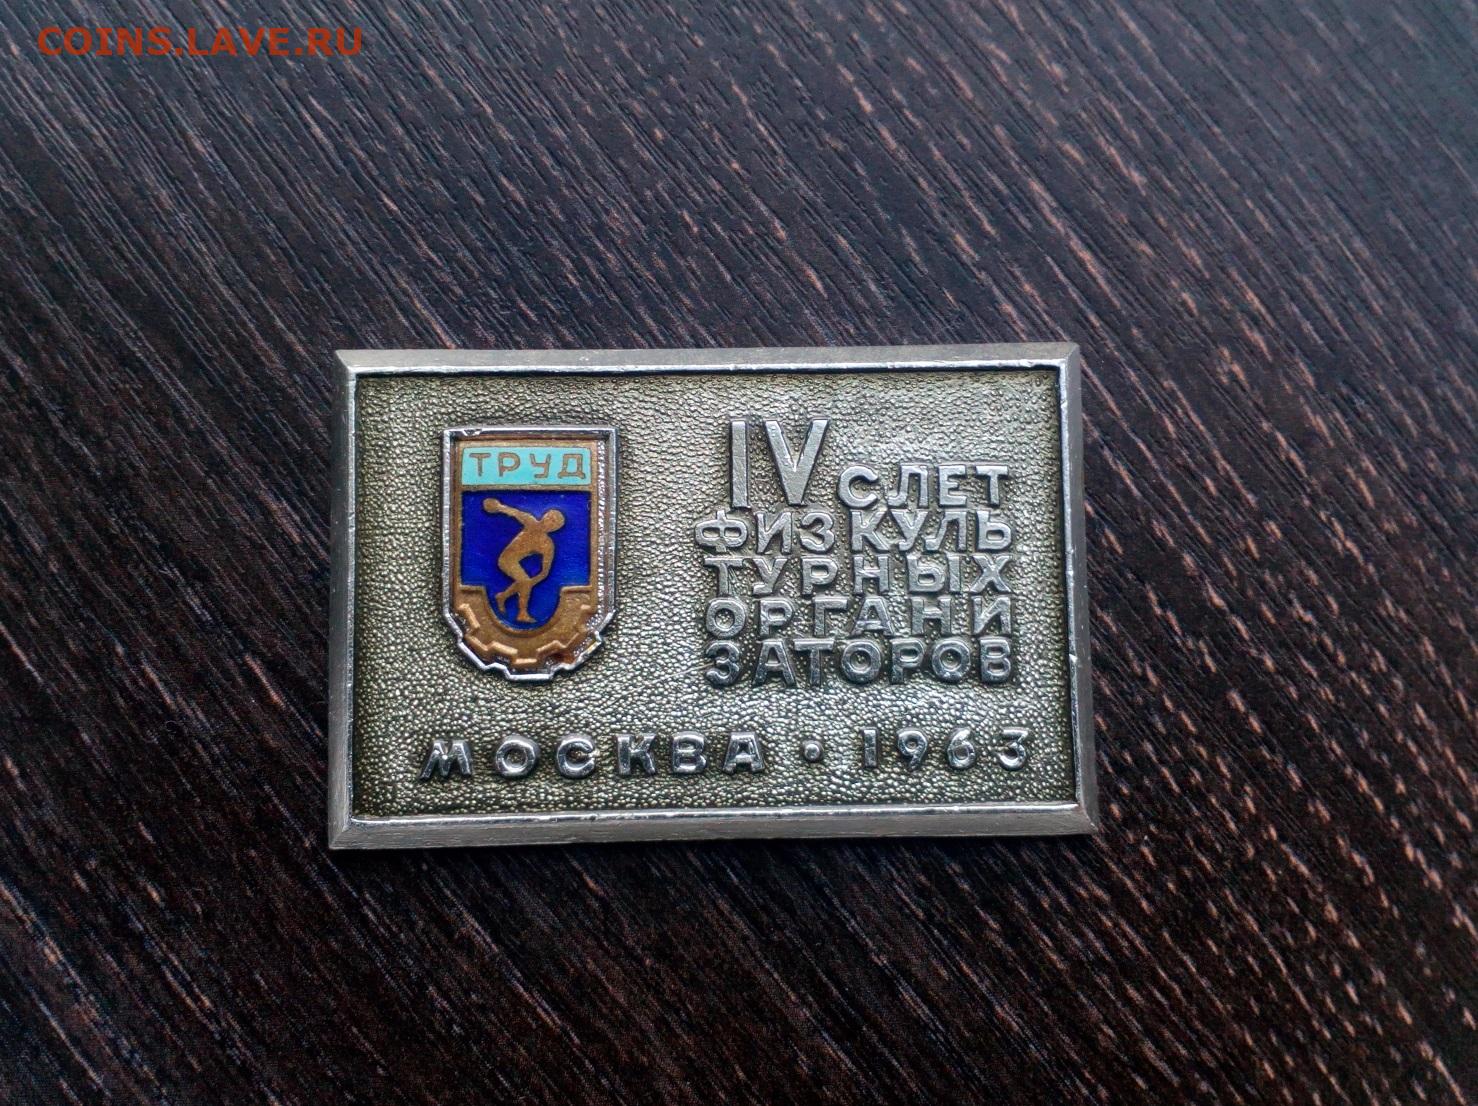 COINS.LAVE.RU
ТРУД
IV СЛЕТ
ФИЗКУЛЬ
ТУРНЫХ
ОРГАНИ
ЗАТОРОВ
МОСКВА • 1963